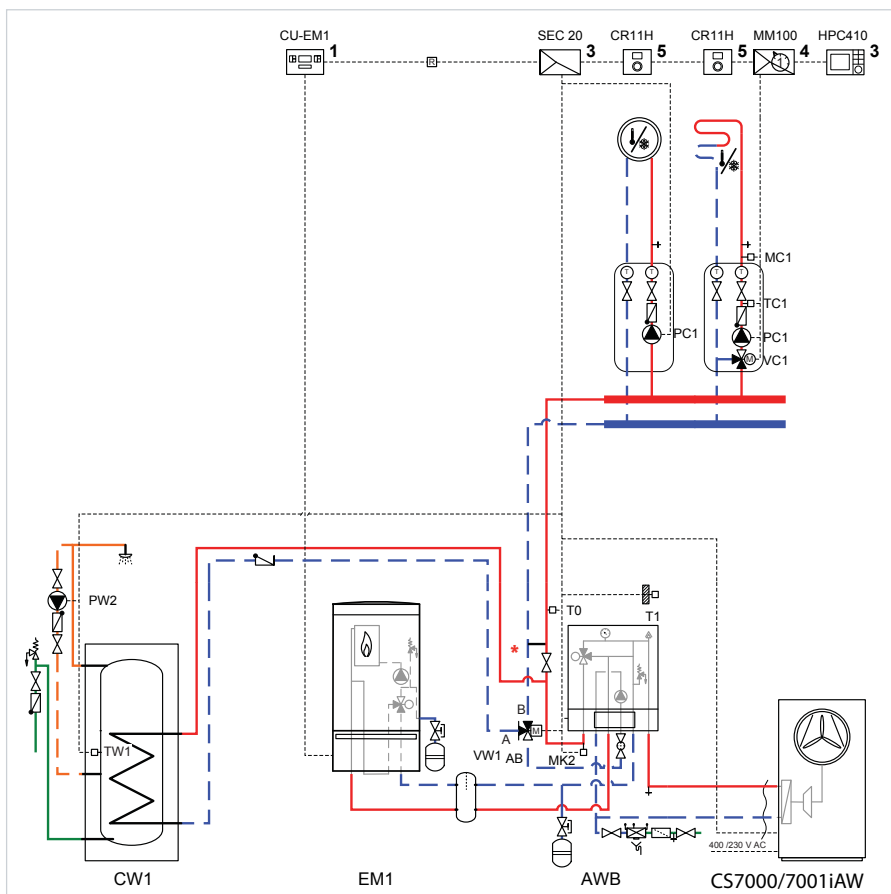 CU-EM1
1
SEC 20
3
CR11H
5
CR11H
5
MM100
4
HPC410
3
R
1
T T
T T
MC1
TC1
PC1
PC1
VC1
M
PW2
T0
T1
*
B
M
A
AB
VW1
MK2
TW1
400 /230 V AC
CW1
EM1
AWB
CS7000/7001iAW